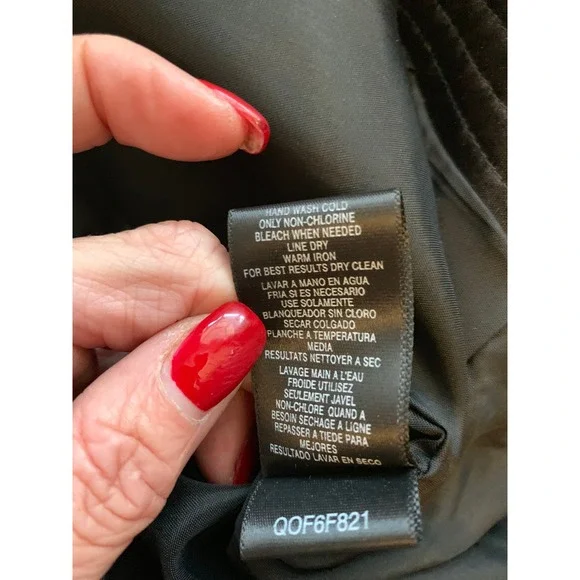 HAND WASH COLD
ONLY NON-CHLORINE
BLEACH WHEN NEEDED
LINE DRY
WARM IRON
FOR BEST RESULTS DRY CLEAN
LAVAR A MANO EN AGUA
FRIA SI ES NECESARIO
USE SOLAMENTE
BLANQUEADOR SIN CLORO
SECAR COLGADO
PLANCHE A TEMPERATURA
MEDIA
RESULTADOS NETTOYER A SEC
LAVAGE MAIN A L'EAU
FROIDE UTILISEZ
SEULEMENT JAVEL
NON-CHLORE QUAND A
BESOIN SÉCHAGE A LIGNE
REPASSER A TIEDE PARA
MEJORES
RESULTADO LAVAR EN SECO
QOF6F821